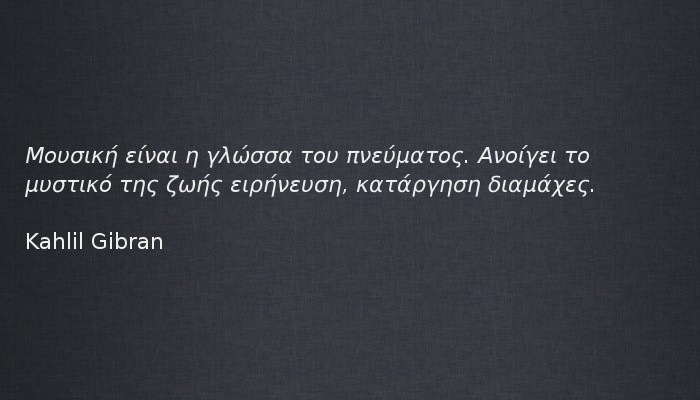 Μουσική είναι η γλώσσα του πνεύματος. Ανοίγει το
μυστικό της ζωής ειρήνευση, κατάργηση διαμάχες.
Kahlil Gibran